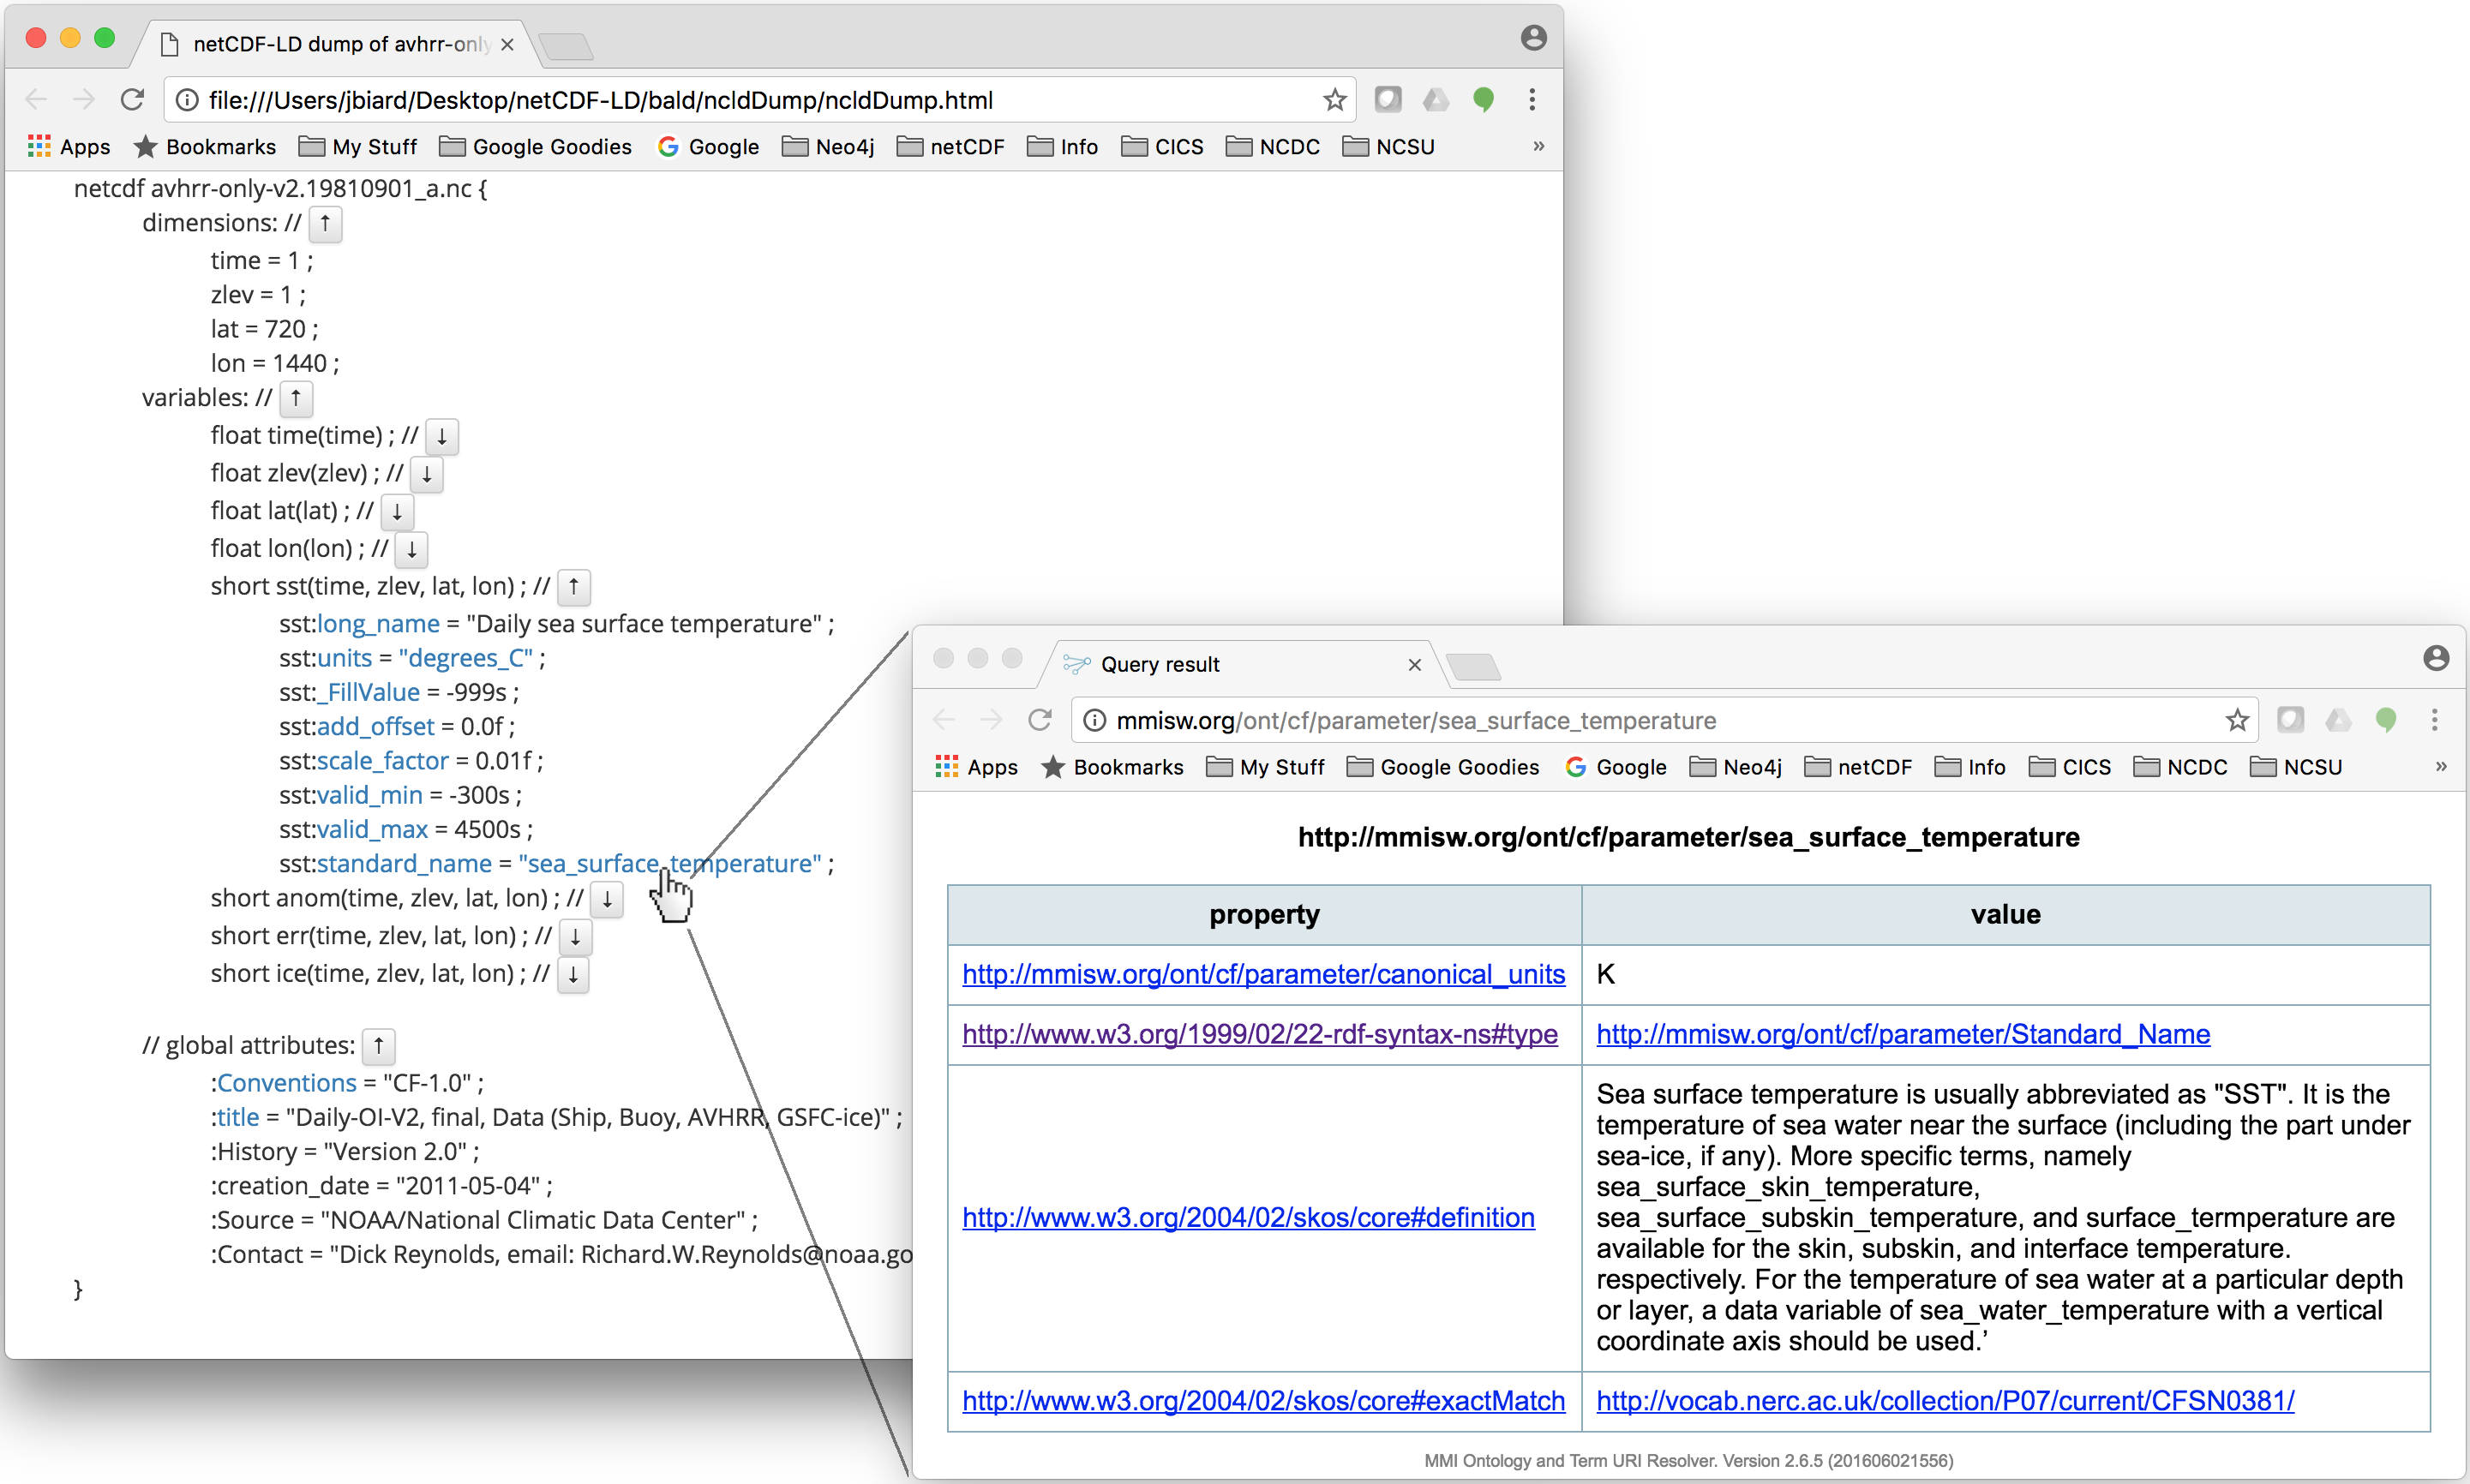 netCDF-LD dump of avhrr-only
file:///Users/jbiard/Desktop/netCDF-LD/bald/ncldDump/ncldDump.html
Apps Bookmarks My Stuff Google Goodies Google Neo4j netCDF Info CICS NCDC NCSU »
netcdf avhrr-only-v2.19810901_a.nc {
dimensions: // ↑
time = 1 ;
zlev = 1 ;
lat = 720 ;
lon = 1440 ;
variables: // ↑
float time(time) ; // ↓
float zlev(zlev) ; // ↓
float lat(lat) ; // ↓
float lon(lon) ; // ↓
short sst(time, zlev, lat, lon) ; // ↑
sst:long_name = "Daily sea surface temperature" ;
sst:units = "degrees_C" ;
sst:_FillValue = -999s ;
sst:add_offset = 0.0f ;
sst:scale_factor = 0.01f ;
sst:valid_min = -300s ;
sst:valid_max = 4500s ;
sst:standard_name = "sea_surface_temperature" ;
short anom(time, zlev, lat, lon) ; // ↓
short err(time, zlev, lat, lon) ; // ↓
short ice(time, zlev, lat, lon) ; // ↓
// global attributes: ↑
:Conventions = "CF-1.0" ;
:title = "Daily-OI-V2, final, Data (Ship, Buoy, AVHRR, GSFC-ice)" ;
:History = "Version 2.0" ;
:creation_date = "2011-05-04" ;
:Source = "NOAA/National Climatic Data Center" ;
:Contact = "Dick Reynolds, email: Richard.W.Reynolds@noaa.go
}
Query result
mmisw.org/ont/cf/parameter/sea_surface_temperature
Apps Bookmarks My Stuff Google Goodies Google Neo4j netCDF Info CICS NCDC NCSU »
http://mmisw.org/ont/cf/parameter/sea_surface_temperature
property value
http://mmisw.org/ont/cf/parameter/canonical_units K
http://www.w3.org/1999/02/22-rdf-syntax-ns#type http://mmisw.org/ont/cf/parameter/Standard_Name
http://www.w3.org/2004/02/skos/core#definition
Sea surface temperature is usually abbreviated as "SST". It is the
temperature of sea water near the surface (including the part under
sea-ice, if any). More specific terms, namely
sea_surface_skin_temperature,
sea_surface_subskin_temperature, and surface_termperature are
available for the skin, subskin, and interface temperature.
respectively. For the temperature of sea water at a particular depth
or layer, a data variable of sea_water_temperature with a vertical
coordinate axis should be used.’
http://www.w3.org/2004/02/skos/core#exactMatch http://vocab.nerc.ac.uk/collection/P07/current/CFSN0381/
MMI Ontology and Term URI Resolver. Version 2.6.5 (201606021556)